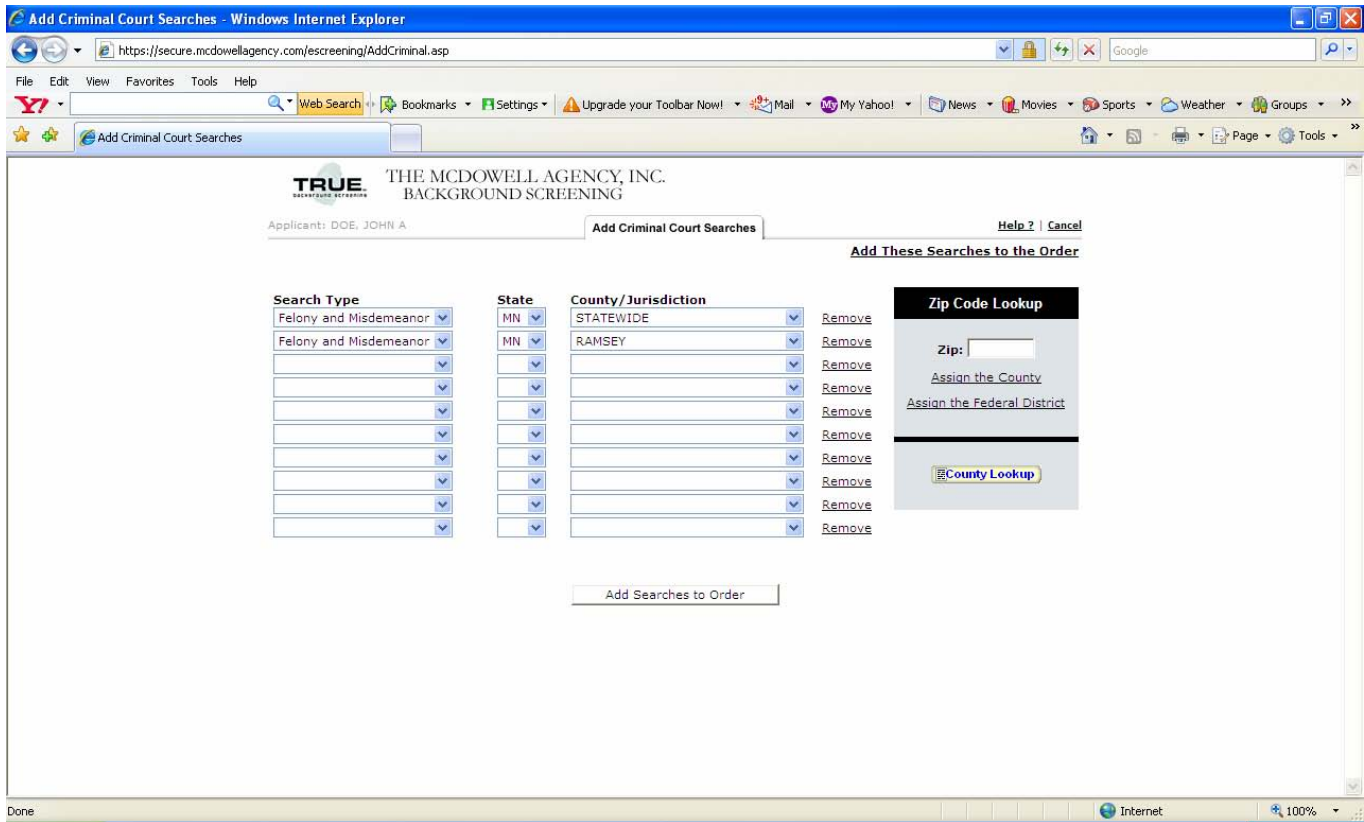 Add Criminal Court Searches - Windows Internet Explorer
https://secure.mcdowellagency.com/escreening/AddCriminal.asp
Google
File Edit View Favorites Tools Help
Y! Web Search Bookmarks Settings Upgrade your Toolbar Now! Mail My Yahoo! News Movies Sports Weather Groups »
Add Criminal Court Searches Page Tools »
TRUE THE MCDOWELL AGENCY, INC.
background screening BACKGROUND SCREENING
Applicant: DOE, JOHN A Add Criminal Court Searches Help ? | Cancel
Add These Searches to the Order
Search Type State County/Jurisdiction Zip Code Lookup
Felony and Misdemeanor MN STATEWIDE Remove
Felony and Misdemeanor MN RAMSEY Remove
Zip:
Remove
Assign the County
Remove
Assign the Federal District
Remove
Remove
Remove
County Lookup
Remove
Remove
Remove
Add Searches to Order
Done Internet 100%